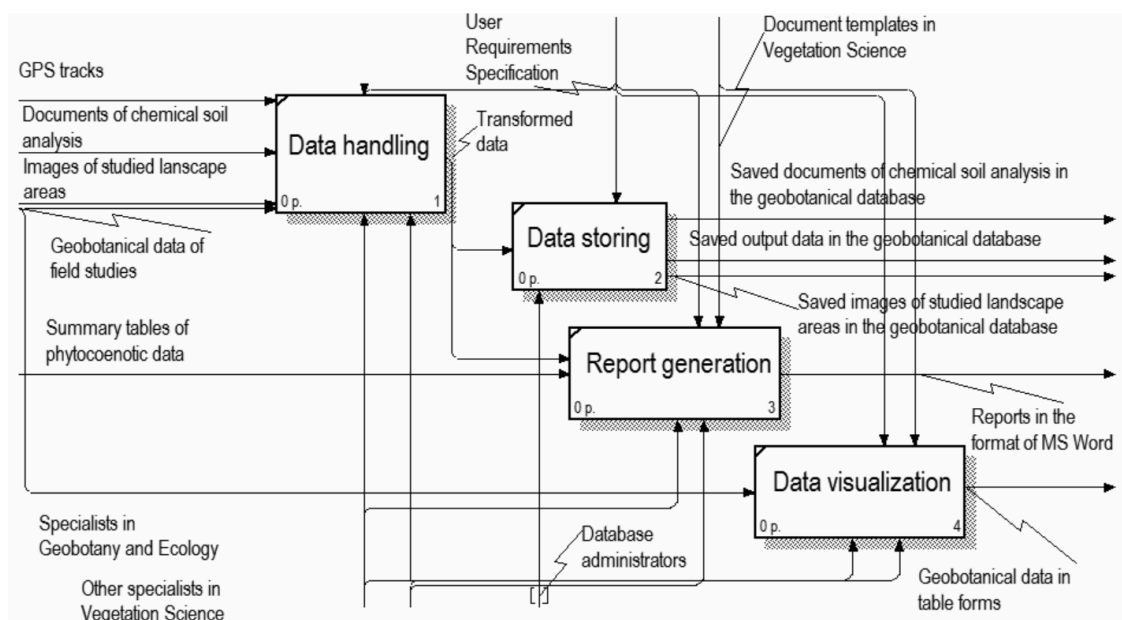 User
Requirements
Specification
Document templates in
Vegetation Science
GPS tracks
Documents of chemical soil
analysis
Images of studied lanscape
areas
Data handling
0 p.
1
Transformed
data
Saved documents of chemical soil analysis in
the geobotanical database
Geobotanical data of
field studies
Data storing
0 p.
2
Saved output data in the geobotanical database
Saved images of studied landscape
areas in the geobotanical database
Summary tables of
phytocoenotic data
Report generation
0 p.
3
Reports in the
format of MS Word
Data visualization
0 p.
4
Specialists in
Geobotany and Ecology
Database
administrators
Other specialists in
Vegetation Science
Geobotanical data in
table forms